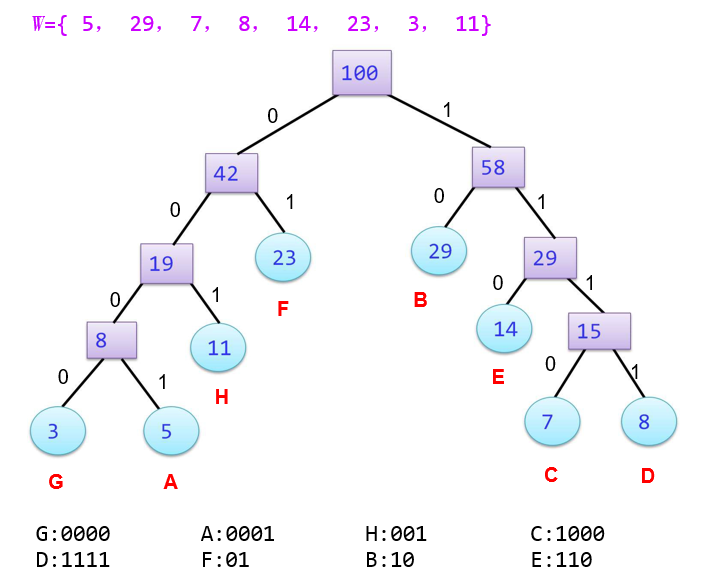 W={ 5, 29, 7, 8, 14, 23, 3, 11}
100
0 1
42 58
0 1 0 1
19 23 29 29
F B
0 1 0 1
8 11 14 15
H E
0 1 0 1
3 5 7 8
G A C D
G:0000 A:0001 H:001 C:1000
D:1111 F:01 B:10 E:110